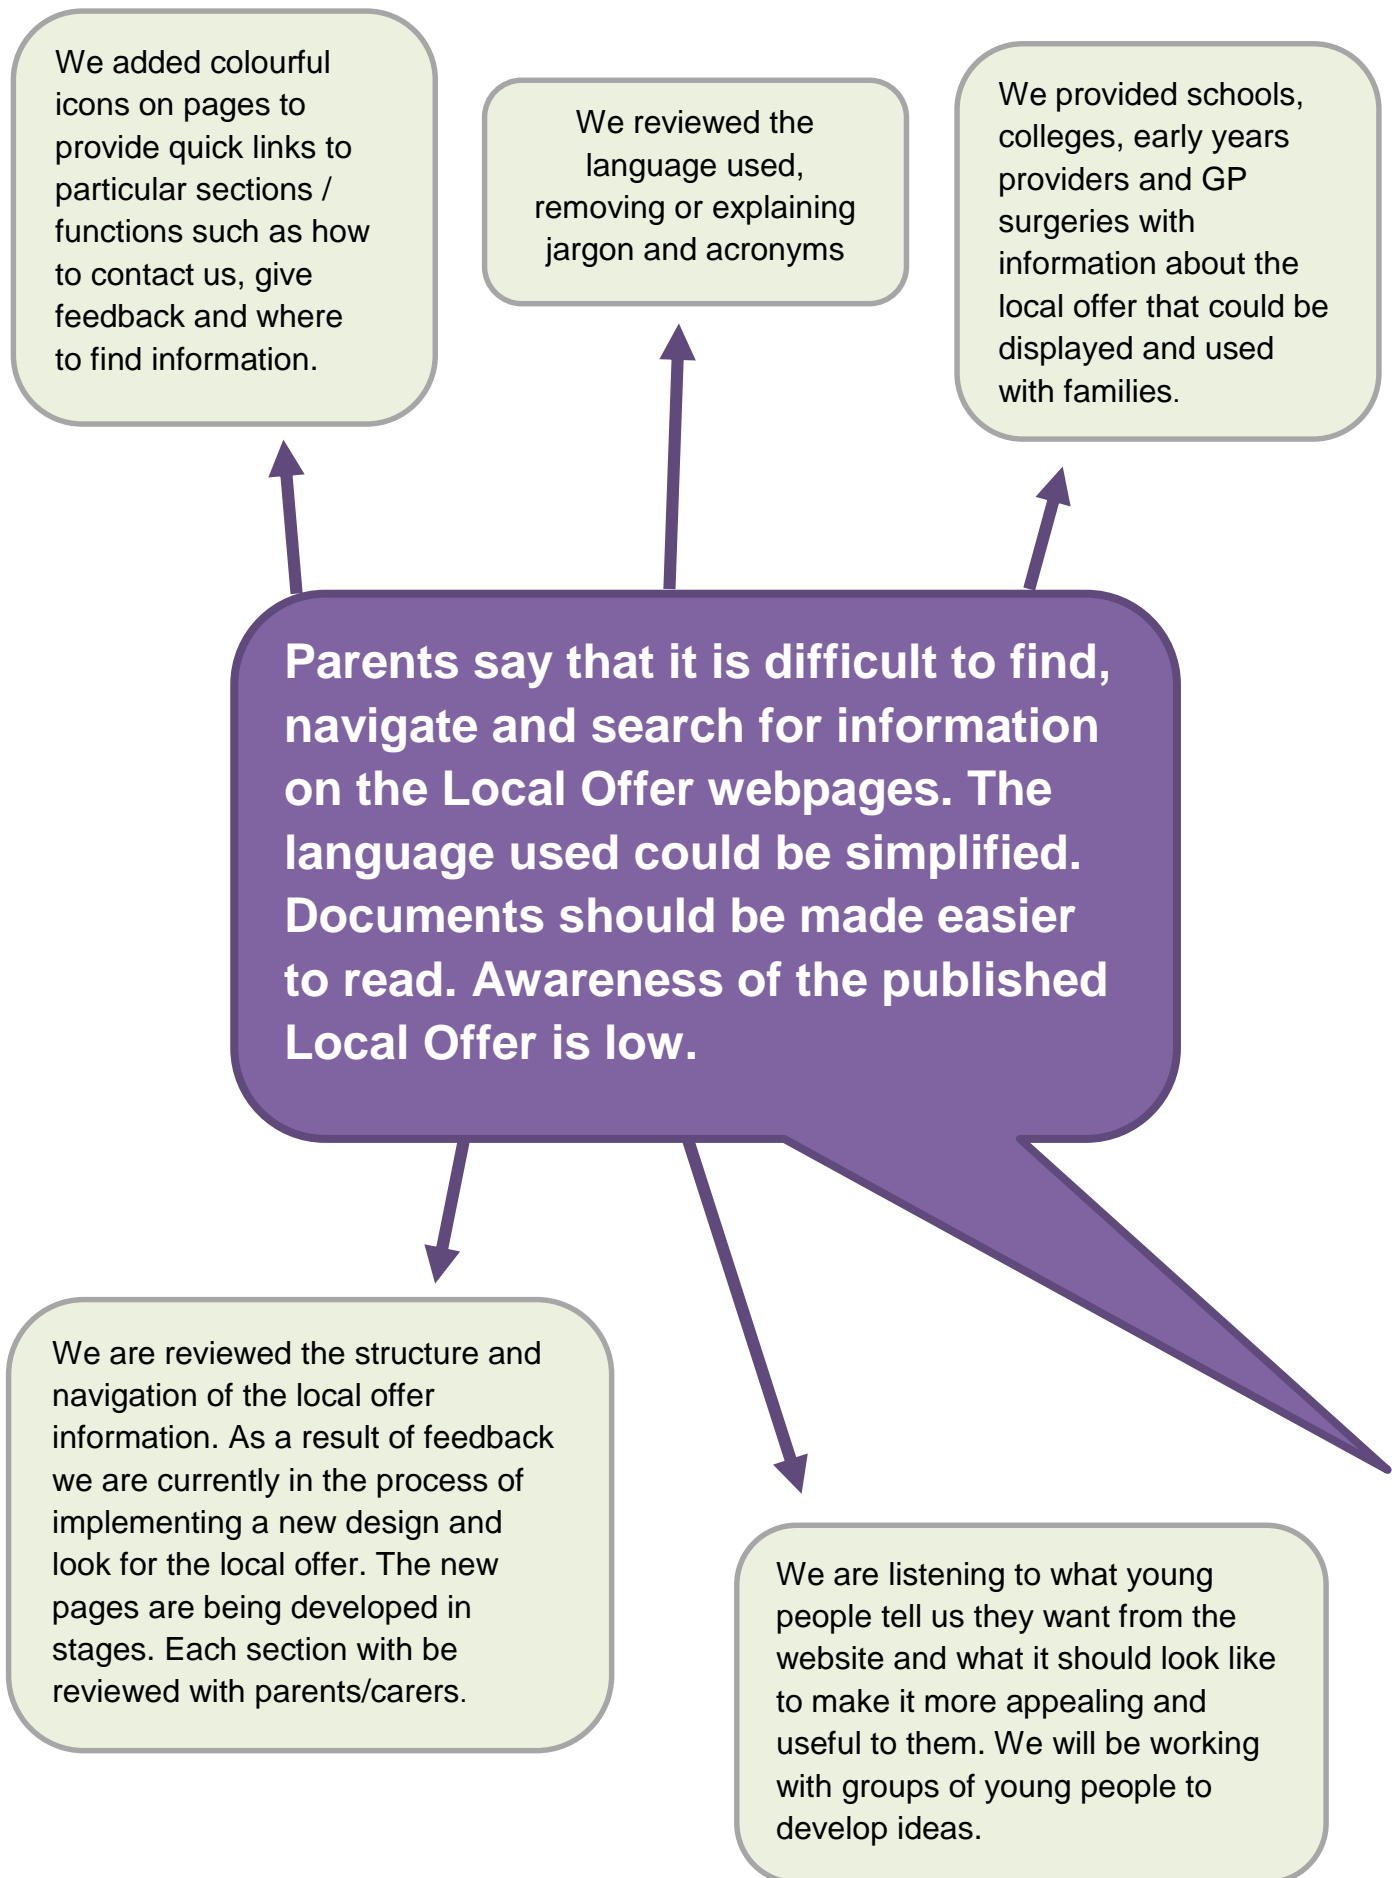 We added colourful
icons on pages to
provide quick links to
particular sections /
functions such as how
to contact us, give
feedback and where
to find information.
We reviewed the
language used,
removing or explaining
jargon and acronyms
We provided schools,
colleges, early years
providers and GP
surgeries with
information about the
local offer that could be
displayed and used
with families.
Parents say that it is difficult to find,
navigate and search for information
on the Local Offer webpages. The
language used could be simplified.
Documents should be made easier
to read. Awareness of the published
Local Offer is low.
We are reviewed the structure and
navigation of the local offer
information. As a result of feedback
we are currently in the process of
implementing a new design and
look for the local offer. The new
pages are being developed in
stages. Each section with be
reviewed with parents/carers.
We are listening to what young
people tell us they want from the
website and what it should look like
to make it more appealing and
useful to them. We will be working
with groups of young people to
develop ideas.